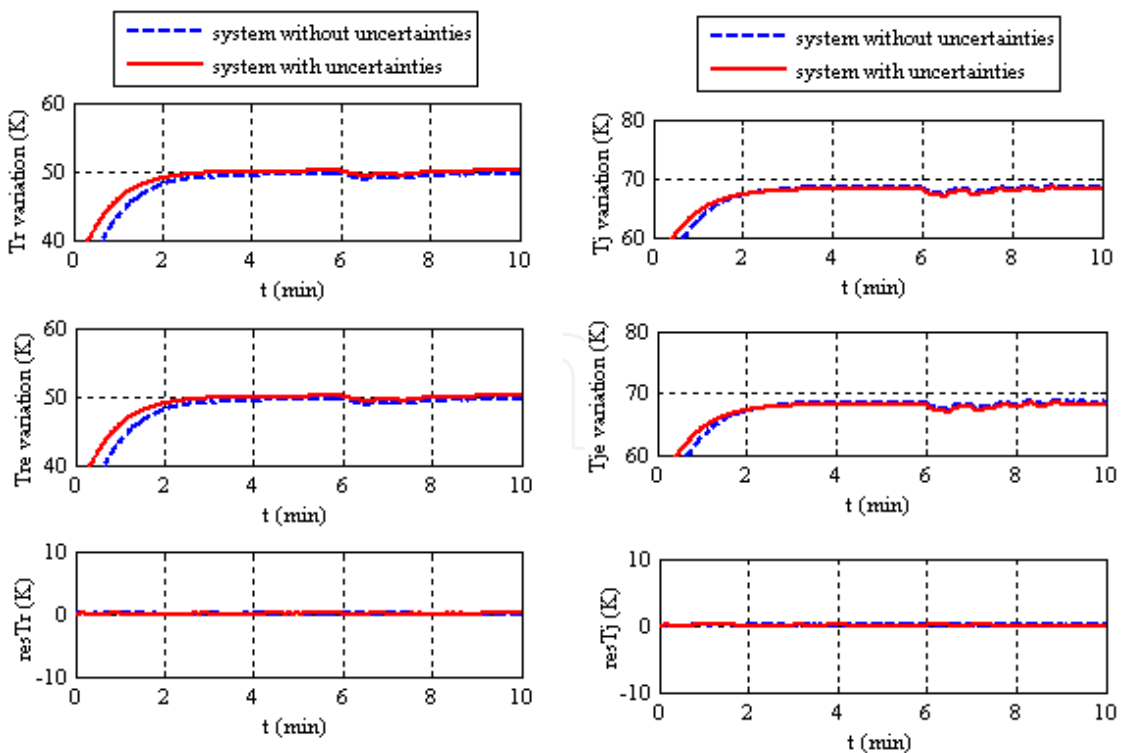 system without uncertainties
system with uncertainties
60
50
40
Tr variation (K)
0 2 4 6 8 10
t (min)
60
50
40
Tre variation (K)
0 2 4 6 8 10
t (min)
10
0
-10
resTr (K)
0 2 4 6 8 10
t (min)
system without uncertainties
system with uncertainties
80
70
60
Tj variation (K)
0 2 4 6 8 10
t (min)
80
70
60
Tje variation (K)
0 2 4 6 8 10
t (min)
10
0
-10
resTj (K)
0 2 4 6 8 10
t (min)